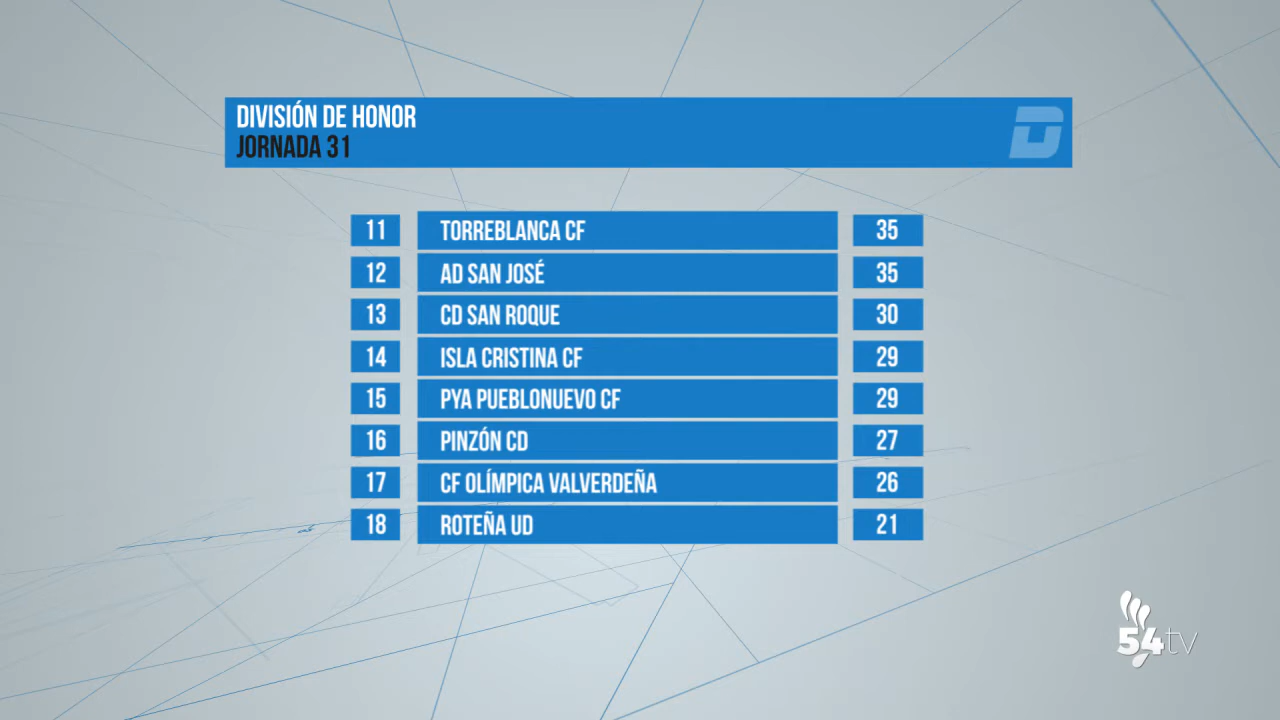 DIVISIÓN DE HONOR
JORNADA 31
11 TORREBLANCA CF 35
12 AD SAN JOSÉ 35
13 CD SAN ROQUE 30
14 ISLA CRISTINA CF 29
15 PYA PUEBLONUEVO CF 29
16 PINZÓN CD 27
17 CF OLÍMPICA VALVERDEÑA 26
18 ROTEÑA UD 21
54tv